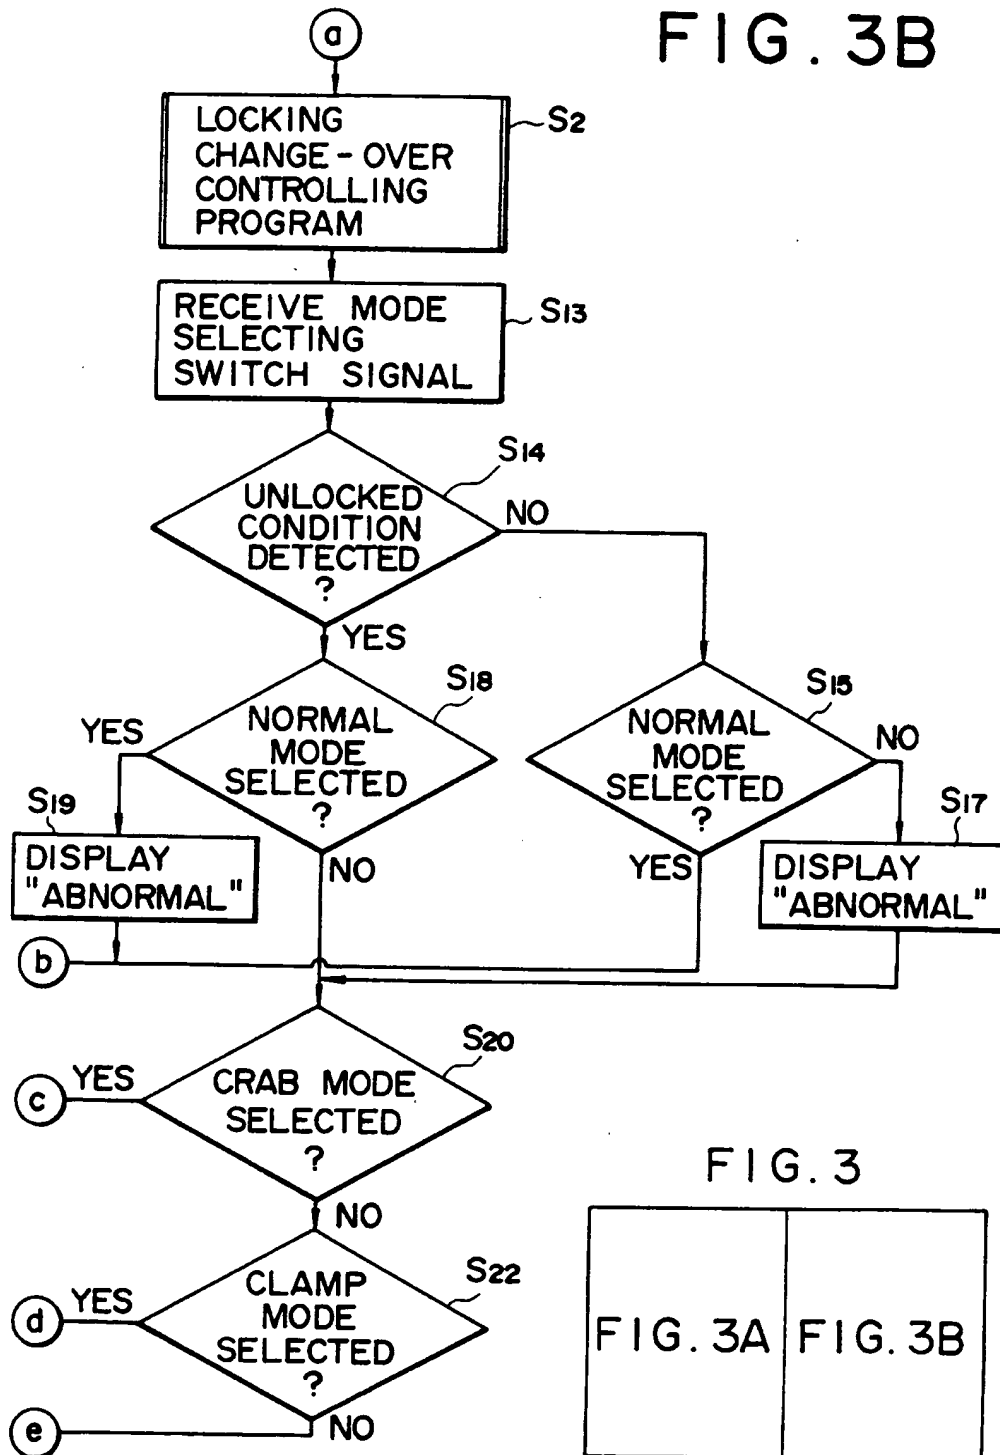 a
FIG. 3B
LOCKING
CHANGE-OVER
CONTROLLING
PROGRAM
S2
RECEIVE MODE
SELECTING
SWITCH SIGNAL
S13
S14
UNLOCKED
CONDITION
DETECTED
?
NO
YES
S18
NORMAL
MODE
SELECTED
?
YES
NO
S15
NORMAL
MODE
SELECTED
?
NO
YES
S19
DISPLAY
"ABNORMAL"
S17
DISPLAY
"ABNORMAL"
b
S20
CRAB MODE
SELECTED
?
YES
c
NO
S22
CLAMP
MODE
SELECTED
?
YES
d
NO
e
FIG. 3
FIG. 3A
FIG. 3B